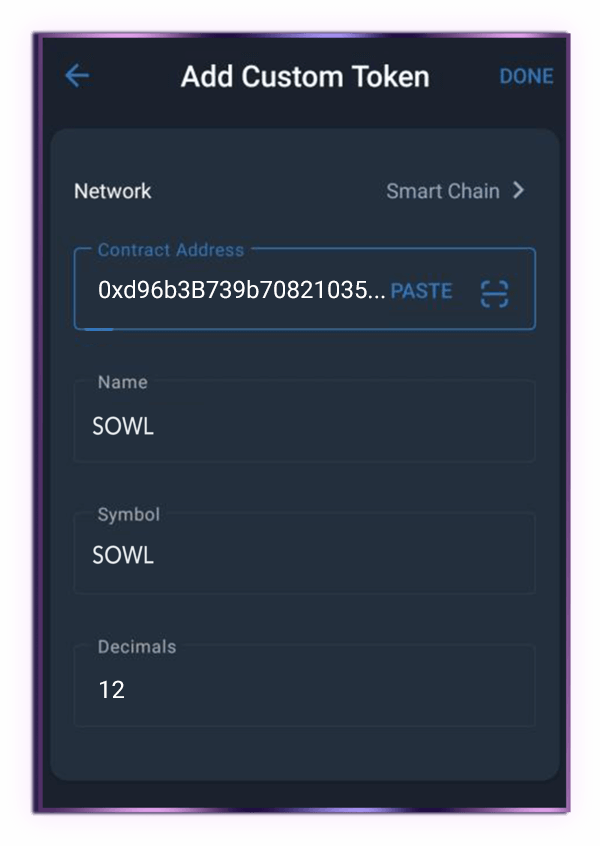 Add Custom Token DONE
Network Smart Chain
Contract Address
0xd96b3B739b70821035... PASTE
Name
SOWL
Symbol
SOWL
Decimals
12